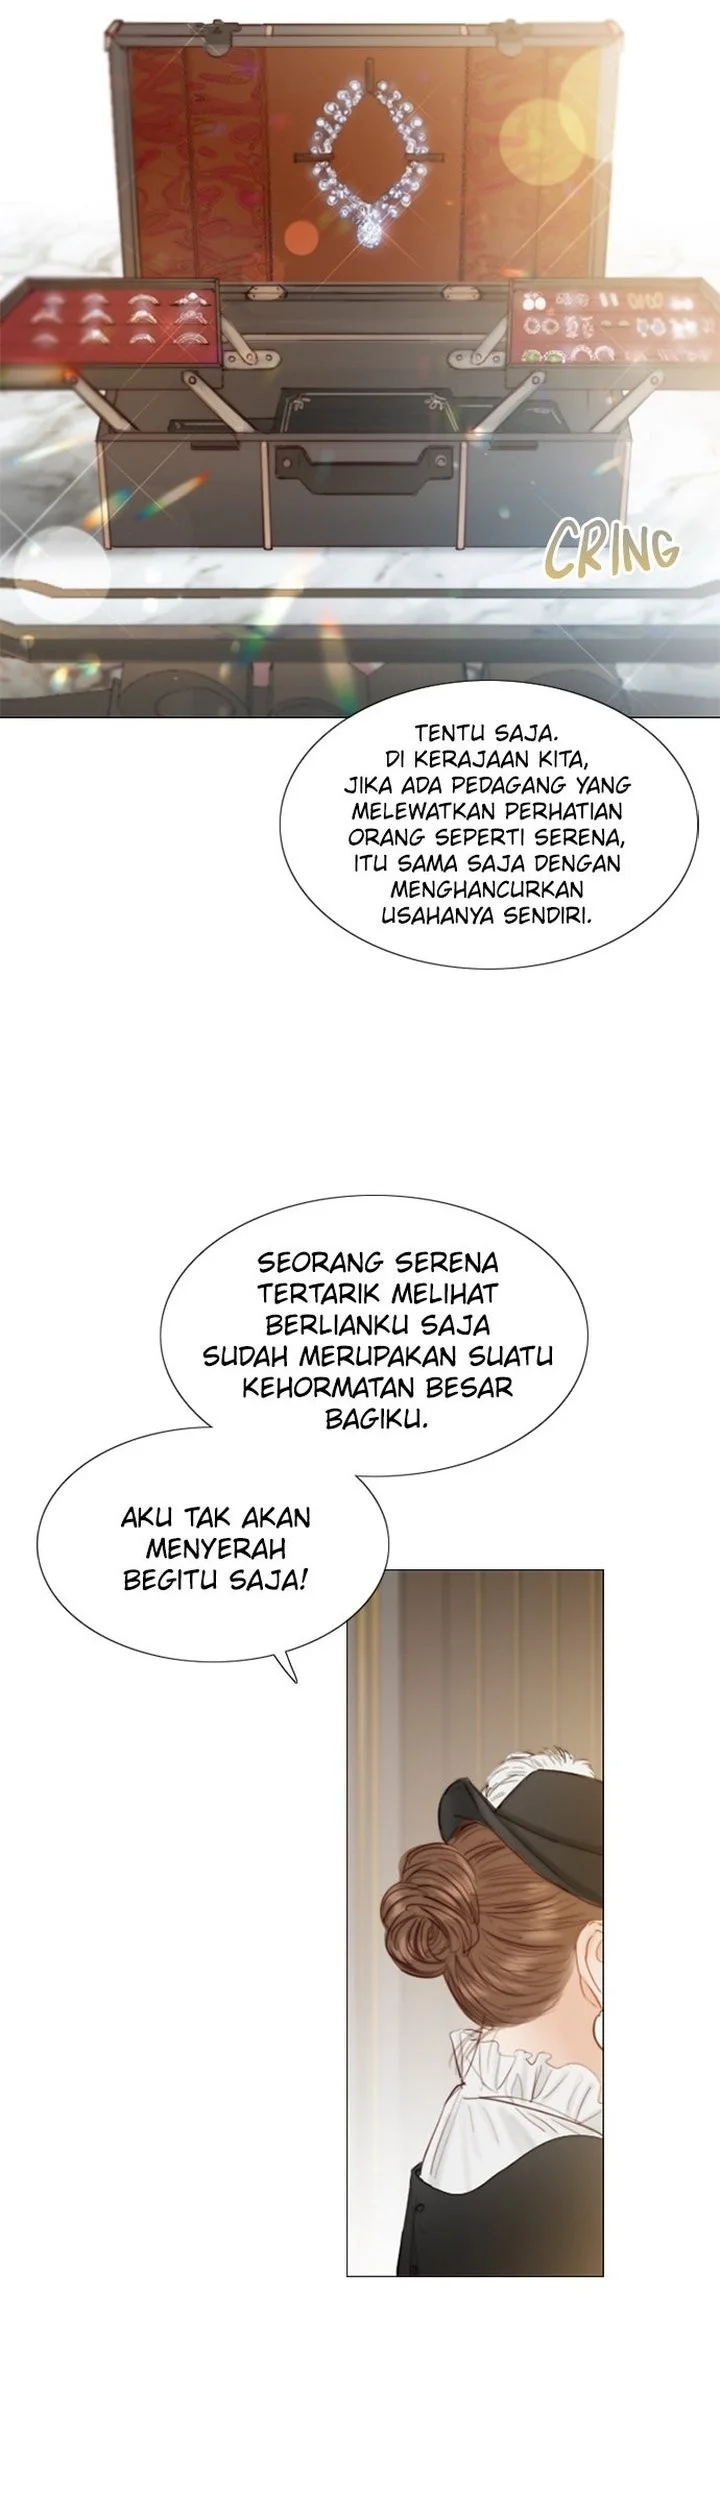 CRING
TENTU SAJA.
DI KERAJAAN KITA,
JIKA ADA PEDAGANG YANG
MELEWATKAN PERHATIAN
ORANG SEPERTI SERENA,
ITU SAMA SAJA DENGAN
MENGHANCURKAN
USAHANYA SENDIRI.
SEORANG SERENA
TERTARIK MELIHAT
BERLIANKU SAJA
SUDAH MERUPAKAN SUATU
KEHORMATAN BESAR
BAGIKU.
AKU TAK AKAN
MENYERAH
BEGITU SAJA!